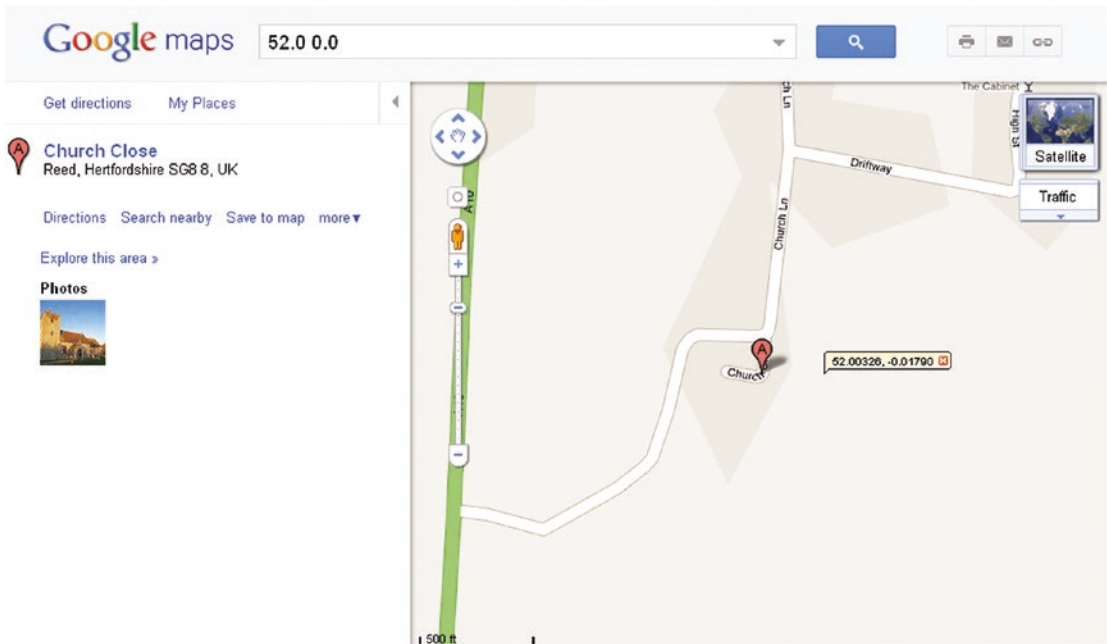 Google maps
52.0 0.0
Get directions My Places
A
Church Close
Reed, Hertfordshire SG8 8, UK
Directions Search nearby Save to map more▾
Explore this area »
Photos
The Cabinet
High St
Satellite
Traffic
Driftway
ch Ln
Church Ln
A10
A
Church
52.00326, -0.01790
500 ft